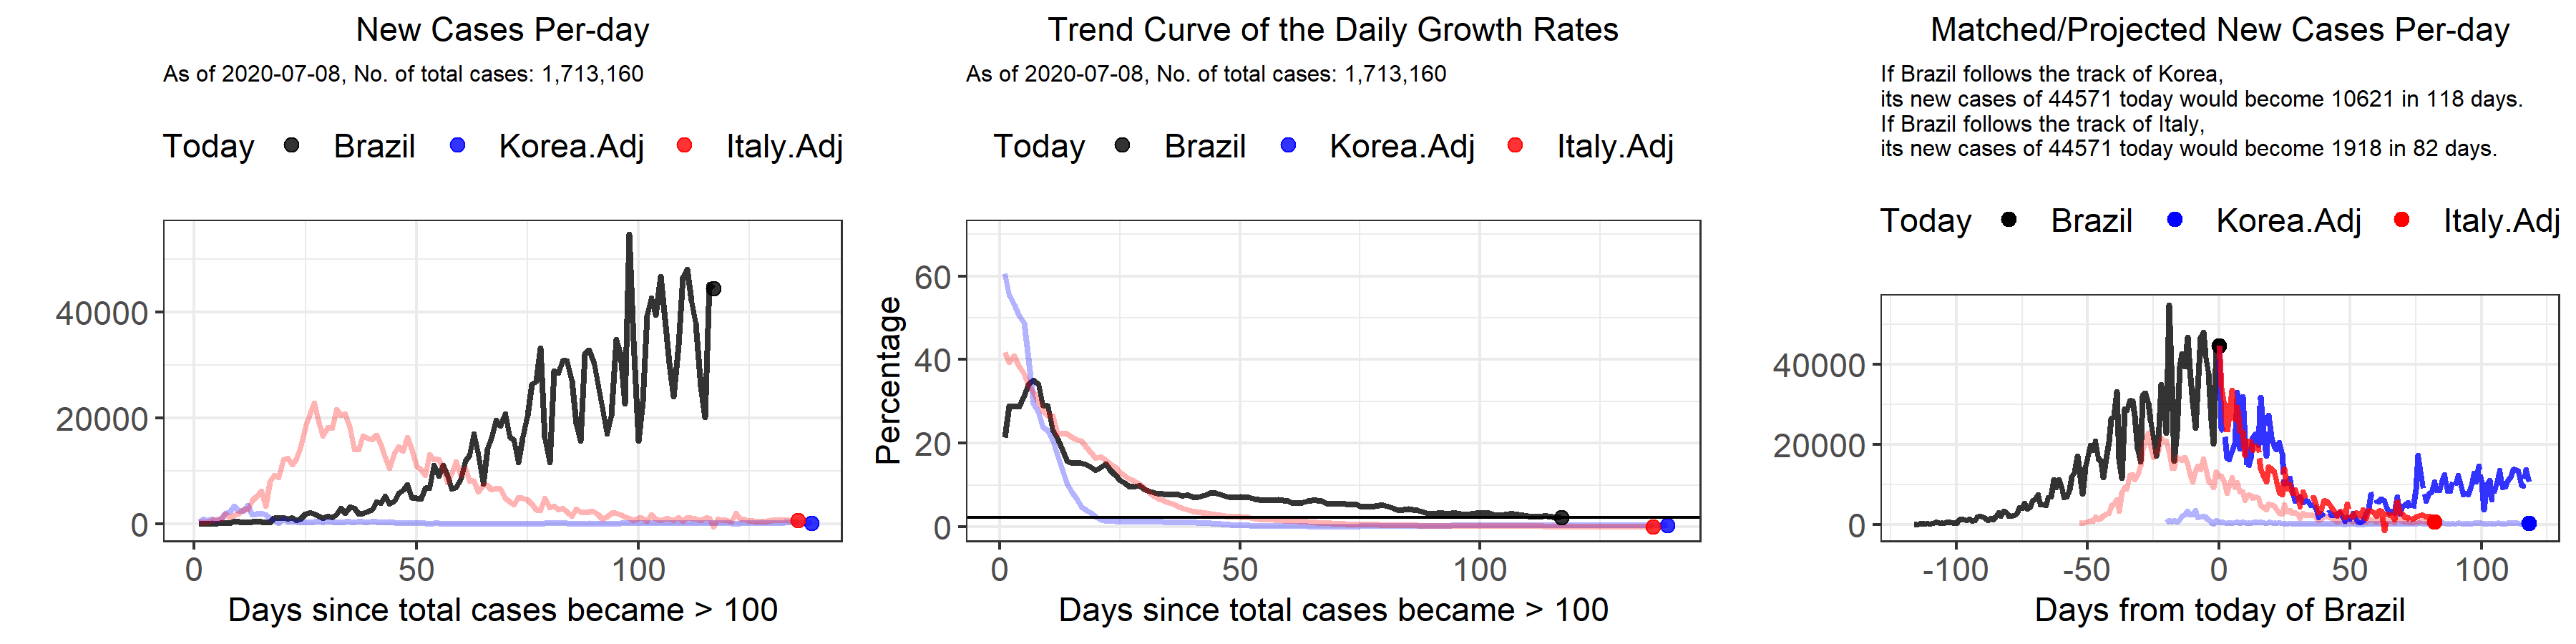 New Cases Per-day
As of 2020-07-08, No. of total cases: 1,713,160
Today Brazil Korea.Adj Italy.Adj
40000
20000
0
0 50 100
Days since total cases became > 100
Trend Curve of the Daily Growth Rates
As of 2020-07-08, No. of total cases: 1,713,160
Today Brazil Korea.Adj Italy.Adj
Percentage
60
40
20
0
0 50 100
Days since total cases became > 100
Matched/Projected New Cases Per-day
If Brazil follows the track of Korea,
its new cases of 44571 today would become 10621 in 118 days.
If Brazil follows the track of Italy,
its new cases of 44571 today would become 1918 in 82 days.
Today Brazil Korea.Adj Italy.Adj
40000
20000
0
-100 -50 0 50 100
Days from today of Brazil